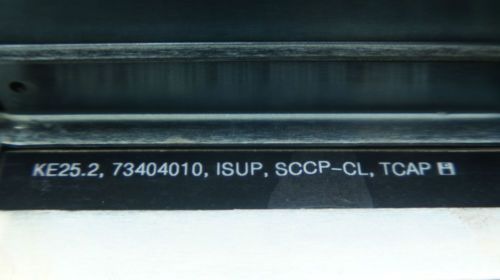 KE25.2, 73404010, ISUP, SCCP-CL, TCAP